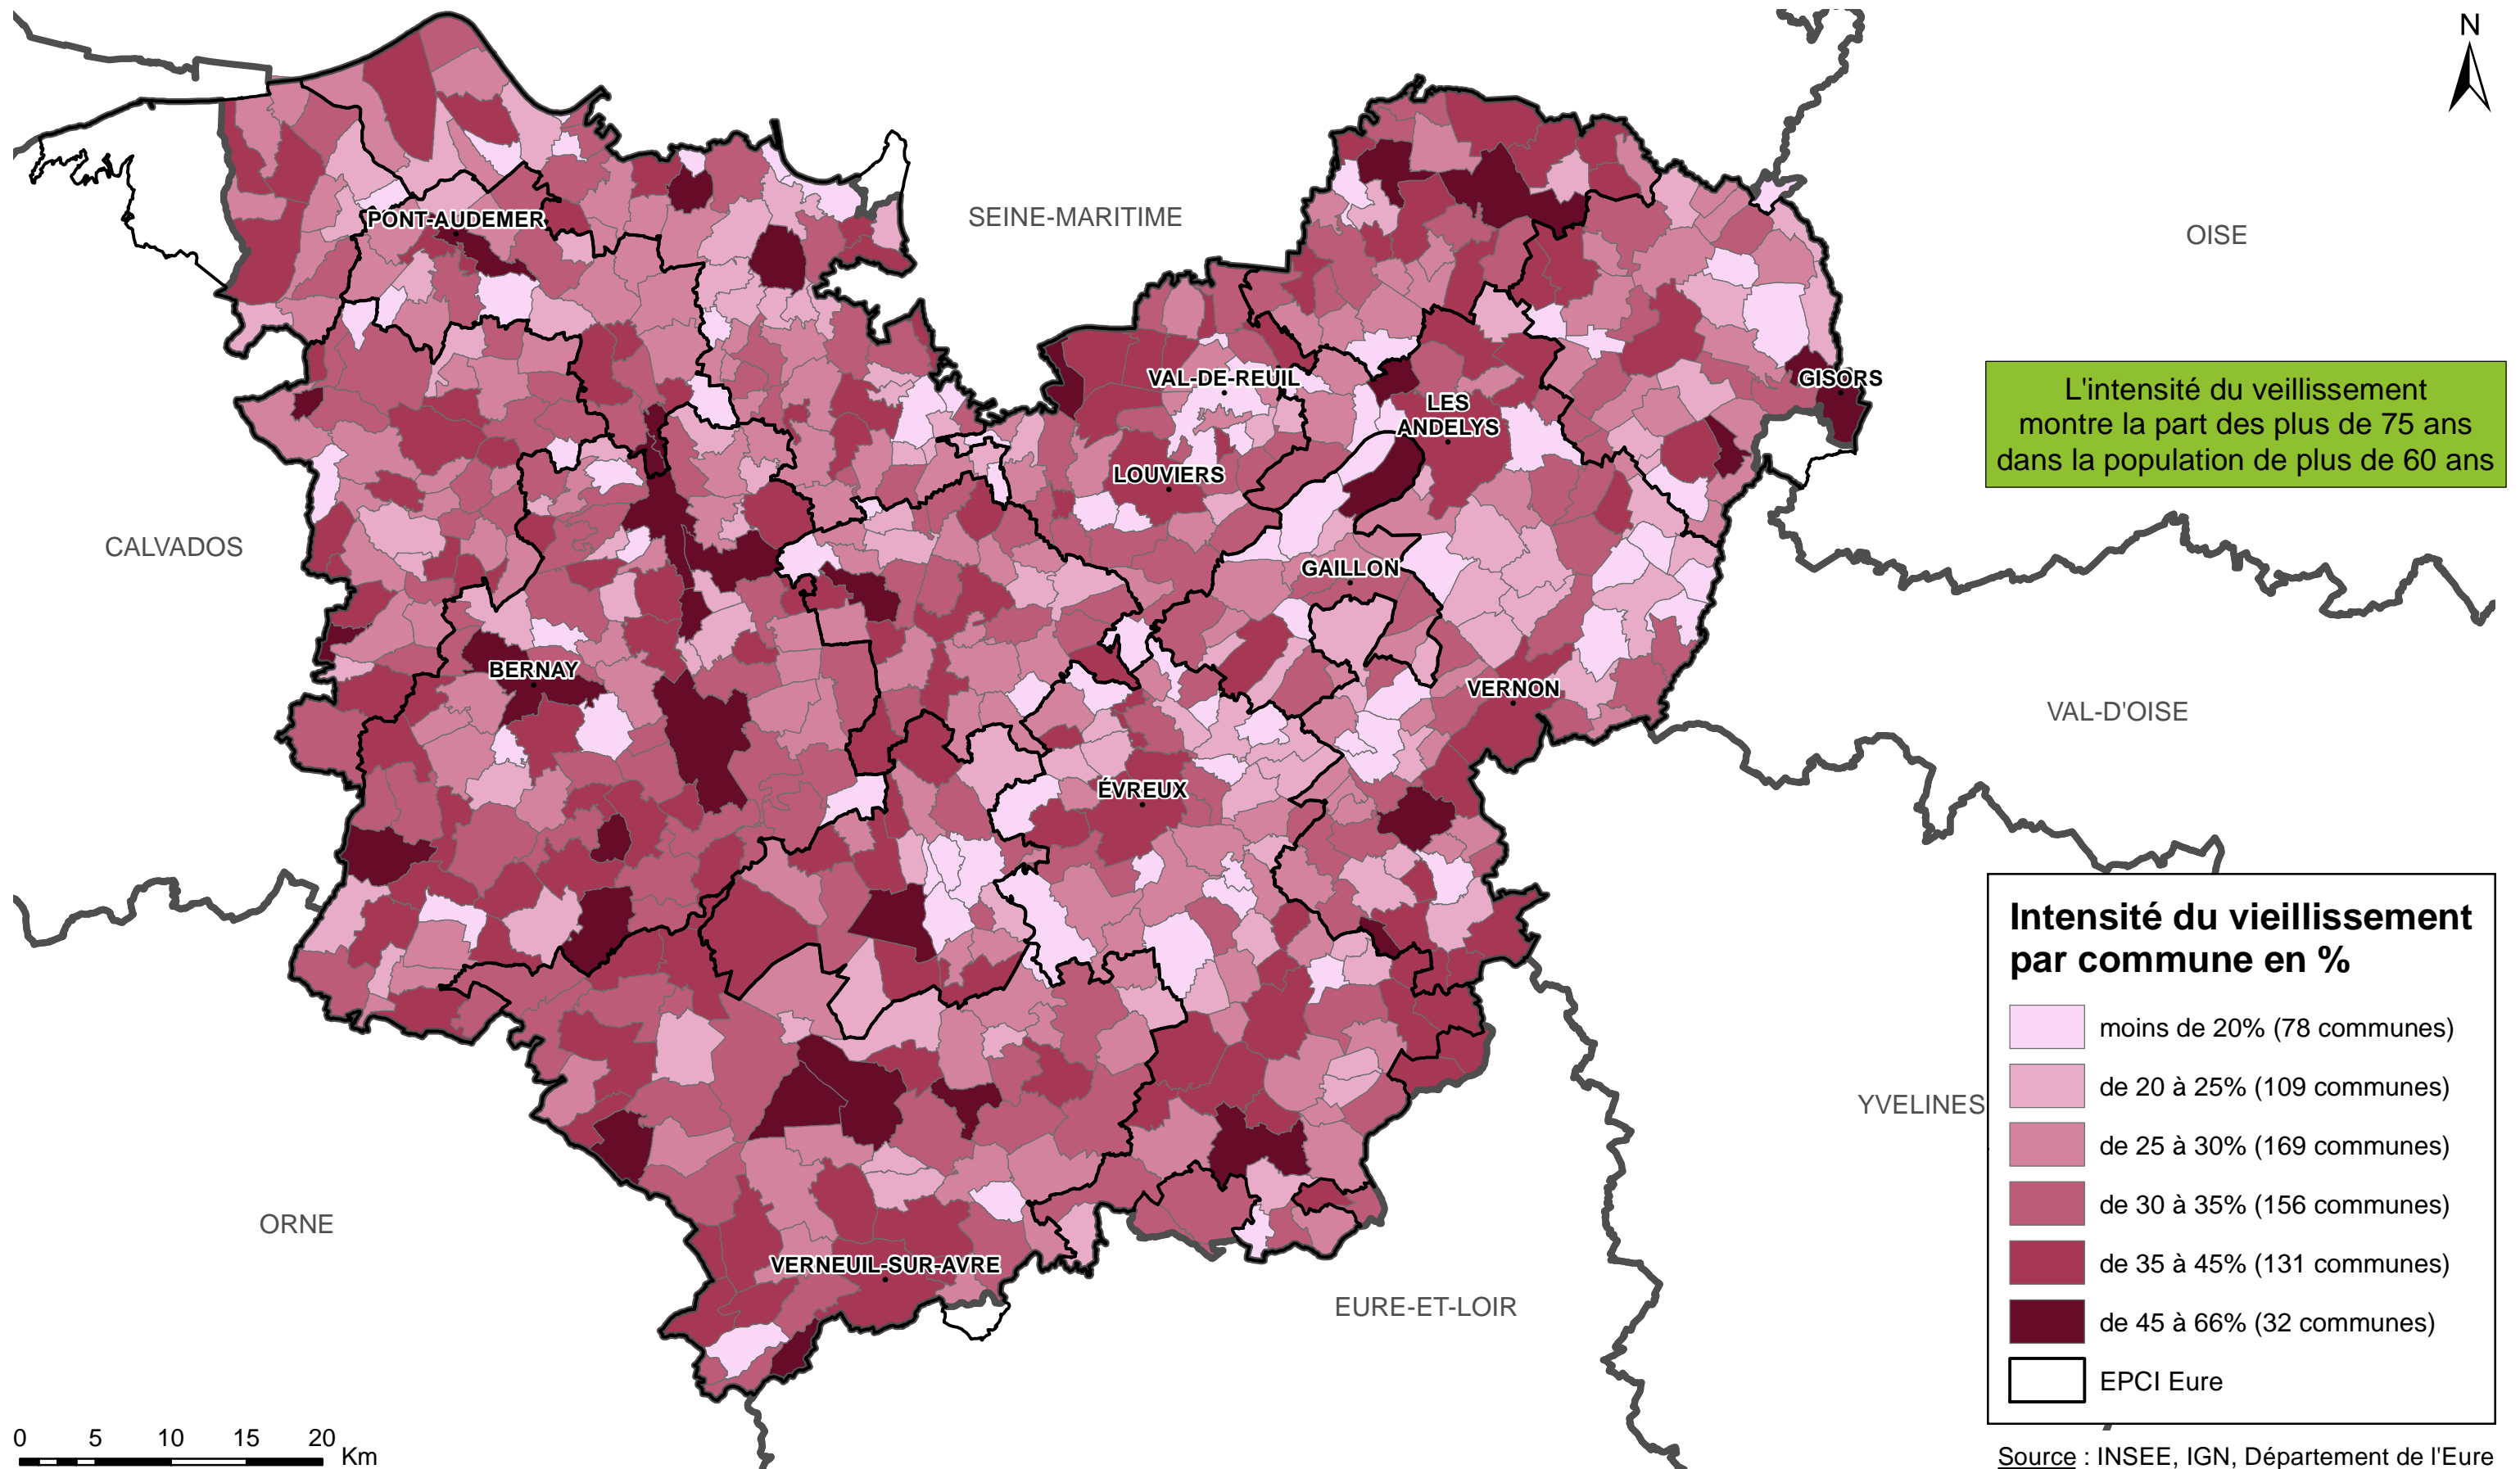 N
SEINE-MARITIME
OISE
PONT-AUDEMER
VAL-DE-REUIL
GISORS
LES
ANDELYS
L'intensité du veillissement
montre la part des plus de 75 ans
dans la population de plus de 60 ans
LOUVIERS
CALVADOS
GAILLON
BERNAY
VERNON
VAL-D'OISE
ÉVREUX
Intensité du vieillissement
par commune en %
moins de 20% (78 communes)
de 20 à 25% (109 communes)
YVELINES
de 25 à 30% (169 communes)
de 30 à 35% (156 communes)
ORNE
de 35 à 45% (131 communes)
VERNEUIL-SUR-AVRE
EURE-ET-LOIR
de 45 à 66% (32 communes)
EPCI Eure
0 5 10 15 20
Km
Source : INSEE, IGN, Département de l'Eure